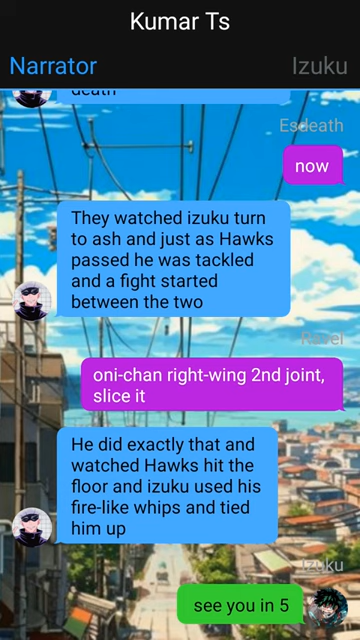 Kumar Ts
Narrator
Izuku
death
Esdeath
now
They watched izuku turn
to ash and just as Hawks
passed he was tackled
and a fight started
between the two
Ravel
oni-chan right-wing 2nd joint,
slice it
He did exactly that and
watched Hawks hit the
floor and izuku used his
fire-like whips and tied
him up
Izuku
see you in 5